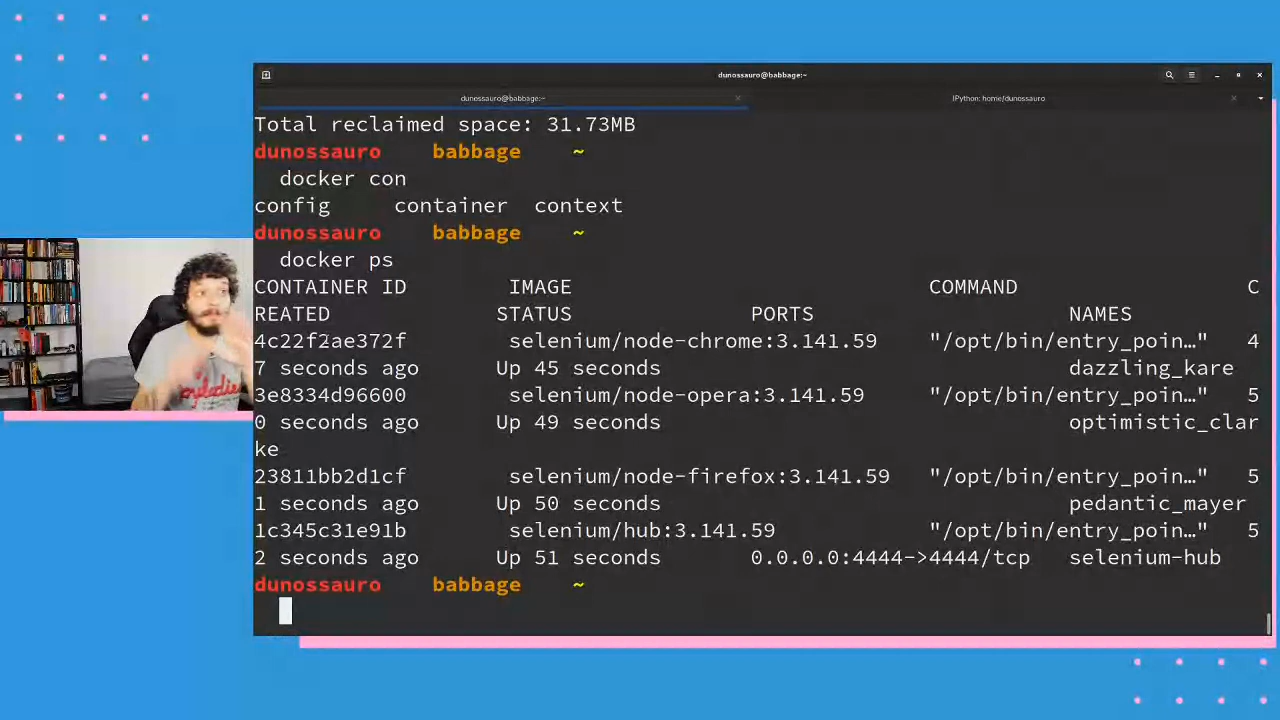 dunossauro@babbage:~
dunossauro@babbage:~ IPython: home/dunossauro
Total reclaimed space: 31.73MB
dunossauro babbage ~
docker con
config container context
dunossauro babbage ~
docker ps
CONTAINER ID IMAGE COMMAND C
REATED STATUS PORTS NAMES
4c22f2ae372f selenium/node-chrome:3.141.59 "/opt/bin/entry_poin…" 4
7 seconds ago Up 45 seconds dazzling_kare
3e8334d96600 selenium/node-opera:3.141.59 "/opt/bin/entry_poin…" 5
0 seconds ago Up 49 seconds optimistic_clar
ke
23811bb2d1cf selenium/node-firefox:3.141.59 "/opt/bin/entry_poin…" 5
1 seconds ago Up 50 seconds pedantic_mayer
1c345c31e91b selenium/hub:3.141.59 "/opt/bin/entry_poin…" 5
2 seconds ago Up 51 seconds 0.0.0.0:4444->4444/tcp selenium-hub
dunossauro babbage ~